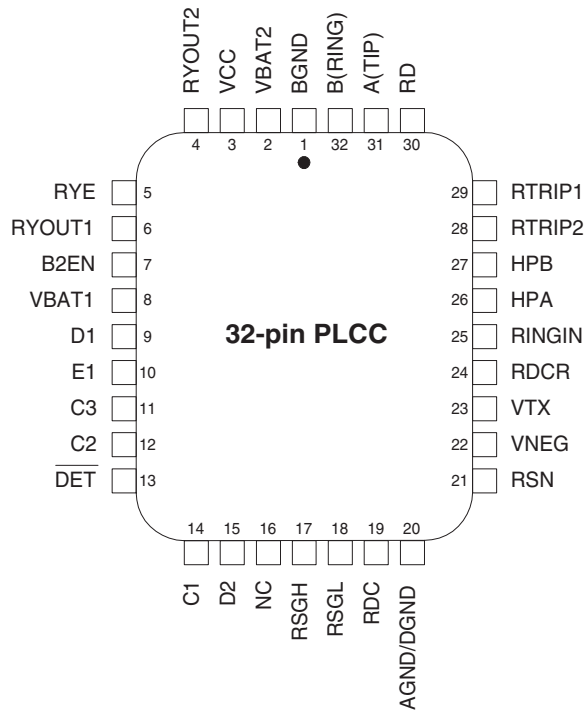 RYOUT2
VCC
VBAT2
BGND
B(RING)
A(TIP)
RD
4
3
2
1
32
31
30
RYE 5
RYOUT1 6
B2EN 7
VBAT1 8
D1 9
E1 10
C3 11
C2 12
DET 13
32-pin PLCC
29 RTRIP1
28 RTRIP2
27 HPB
26 HPA
25 RINGIN
24 RDCR
23 VTX
22 VNEG
21 RSN
14
15
16
17
18
19
20
C1
D2
NC
RSGH
RSGL
RDC
AGND/DGND